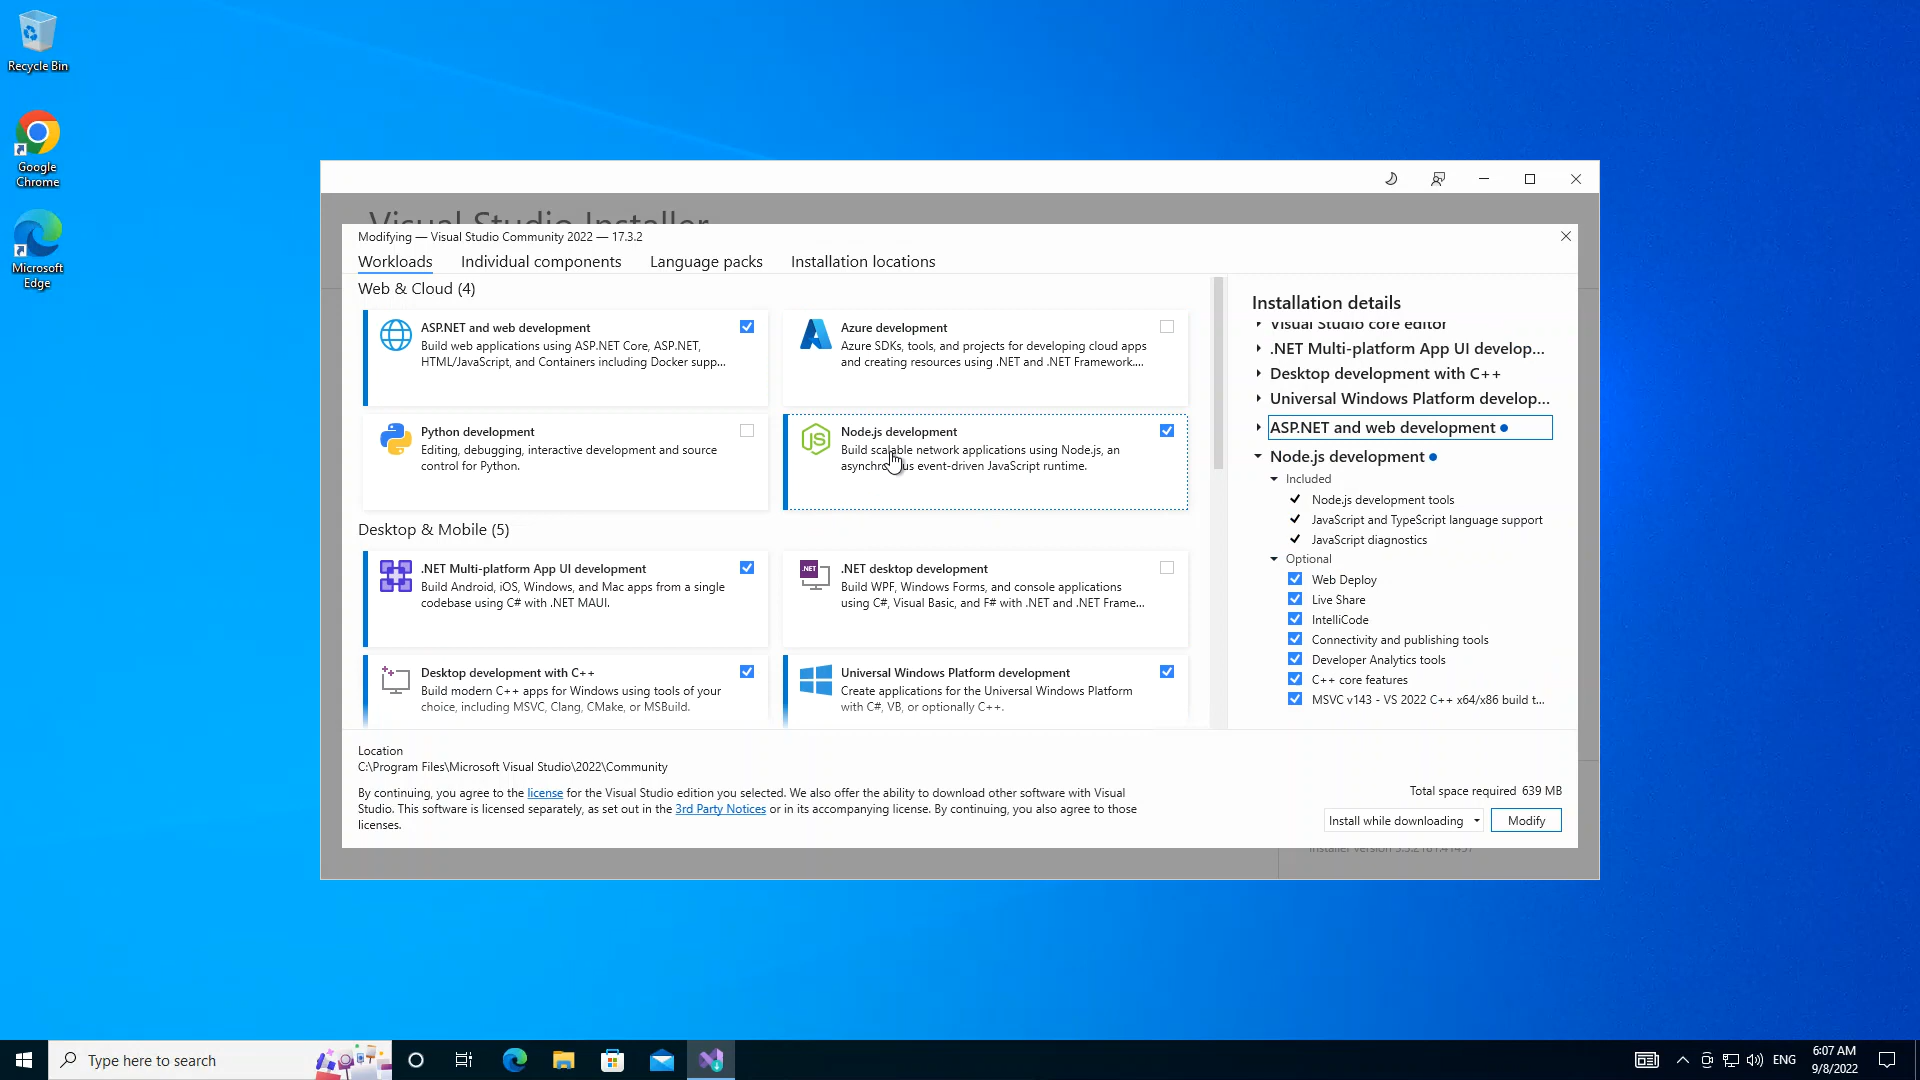 Recycle Bin
Google
Chrome
Microsoft
Edge
Visual Studio Installer
Modifying — Visual Studio Community 2022 — 17.3.2
Workloads
Individual components
Language packs
Installation locations
Web & Cloud (4)
ASP.NET and web development
Build web applications using ASP.NET Core, ASP.NET,
HTML/JavaScript, and Containers including Docker supp...
Azure development
Azure SDKs, tools, and projects for developing cloud apps
and creating resources using .NET and .NET Framework....
Python development
Editing, debugging, interactive development and source
control for Python.
JS
Node.js development
Build scalable network applications using Node.js, an
asynchronous event-driven JavaScript runtime.
Desktop & Mobile (5)
.NET Multi-platform App UI development
Build Android, iOS, Windows, and Mac apps from a single
codebase using C# with .NET MAUI.
.NET
.NET desktop development
Build WPF, Windows Forms, and console applications
using C#, Visual Basic, and F# with .NET and .NET Frame...
Desktop development with C++
Build modern C++ apps for Windows using tools of your
choice, including MSVC, Clang, CMake, or MSBuild.
Universal Windows Platform development
Create applications for the Universal Windows Platform
with C#, VB, or optionally C++.
Installation details
Visual Studio core editor
.NET Multi-platform App UI develop...
Desktop development with C++
Universal Windows Platform develop...
ASP.NET and web development
Node.js development
Included
Node.js development tools
JavaScript and TypeScript language support
JavaScript diagnostics
Optional
Web Deploy
Live Share
IntelliCode
Connectivity and publishing tools
Developer Analytics tools
C++ core features
MSVC v143 - VS 2022 C++ x64/x86 build t...
Location
C:\Program Files\Microsoft Visual Studio\2022\Community
By continuing, you agree to the license for the Visual Studio edition you selected. We also offer the ability to download other software with Visual
Studio. This software is licensed separately, as set out in the 3rd Party Notices or in its accompanying license. By continuing, you also agree to those
licenses.
Total space required 639 MB
Install while downloading
Modify
Type here to search
ENG
6:07 AM
9/8/2022